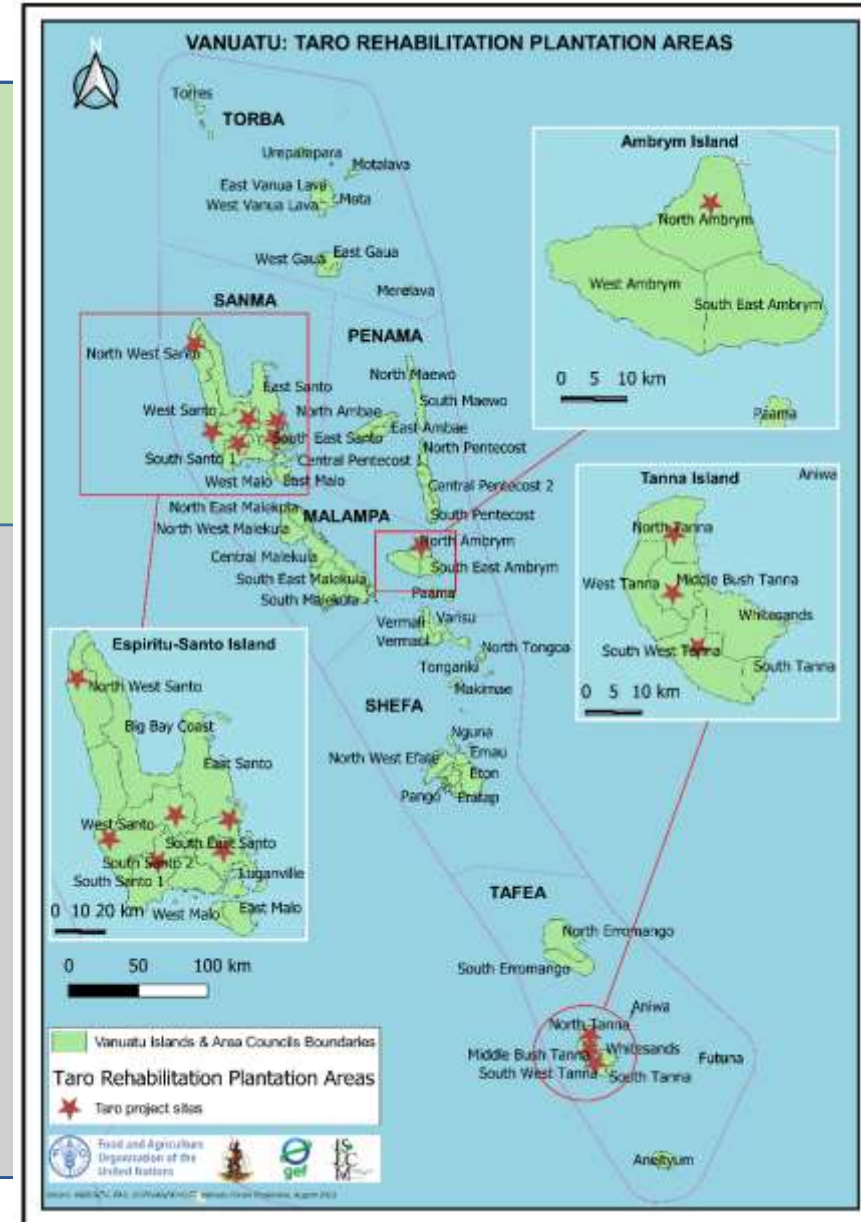 VANUATU: TARO REHABILITATION PLANTATION AREAS
N
Torres
TORBA
Ureparapara
Motalava
East Vanua Lava
Mata
West Vanua Lava
East Gaua
West Gaua
Merelava
SANMA
PENAMA
North West Santo
North Maewo
East Santo
South Maewo
West Santo
North Ambae
East Ambae
South East Santo
North Pentecost
South Santo 1
Central Pentecost 1
West Malo
East Malo
Central Pentecost 2
North East Malekula
MALAMPA
South Pentecost
North West Malekula
North Ambrym
Central Malekula
South East Ambrym
South East Malekula
South Malekula
Paama
Vermali
Varisu
Vermaul
North Tongoa
Tongariki
Makimae
SHEFA
Nguna
North West Efate
Emau
Eton
Pango
Eratap
TAFEA
North Erromango
South Erromango
Aniwa
North Tanna
Middle Bush Tanna
Whitesands
Futuna
South West Tanna
South Tanna
Aneityum
Ambrym Island
North Ambrym
West Ambrym
South East Ambrym
0 5 10 km
Paama
Tanna Island
Aniwa
North Tanna
West Tanna
Middle Bush Tanna
Whitesands
South West Tanna
South Tanna
0 5 10 km
Espiritu-Santo Island
North West Santo
Big Bay Coast
East Santo
West Santo
South East Santo
South Santo 2
Luganville
South Santo 1
0 10 20 km
West Malo
East Malo
0 50 100 km
Vanuatu Islands & Area Councils Boundaries
Taro Rehabilitation Plantation Areas
Taro project sites
Food and Agriculture
Organization of the
United Nations
gef